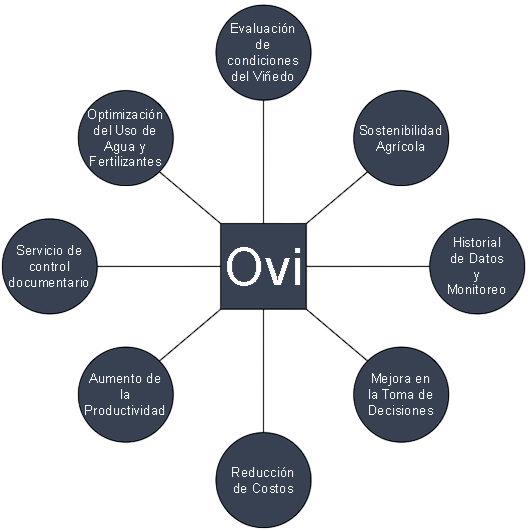 Evaluación
de
condiciones
del Viñedo
Optimización
del Uso de
Agua y
Fertilizantes
Sostenibilidad
Agrícola
Servicio de
control
documentario
Ovi
Historial
de Datos
y
Monitoreo
Aumento de
la
Productividad
Mejora en
la Toma de
Decisiones
Reducción
de Costos